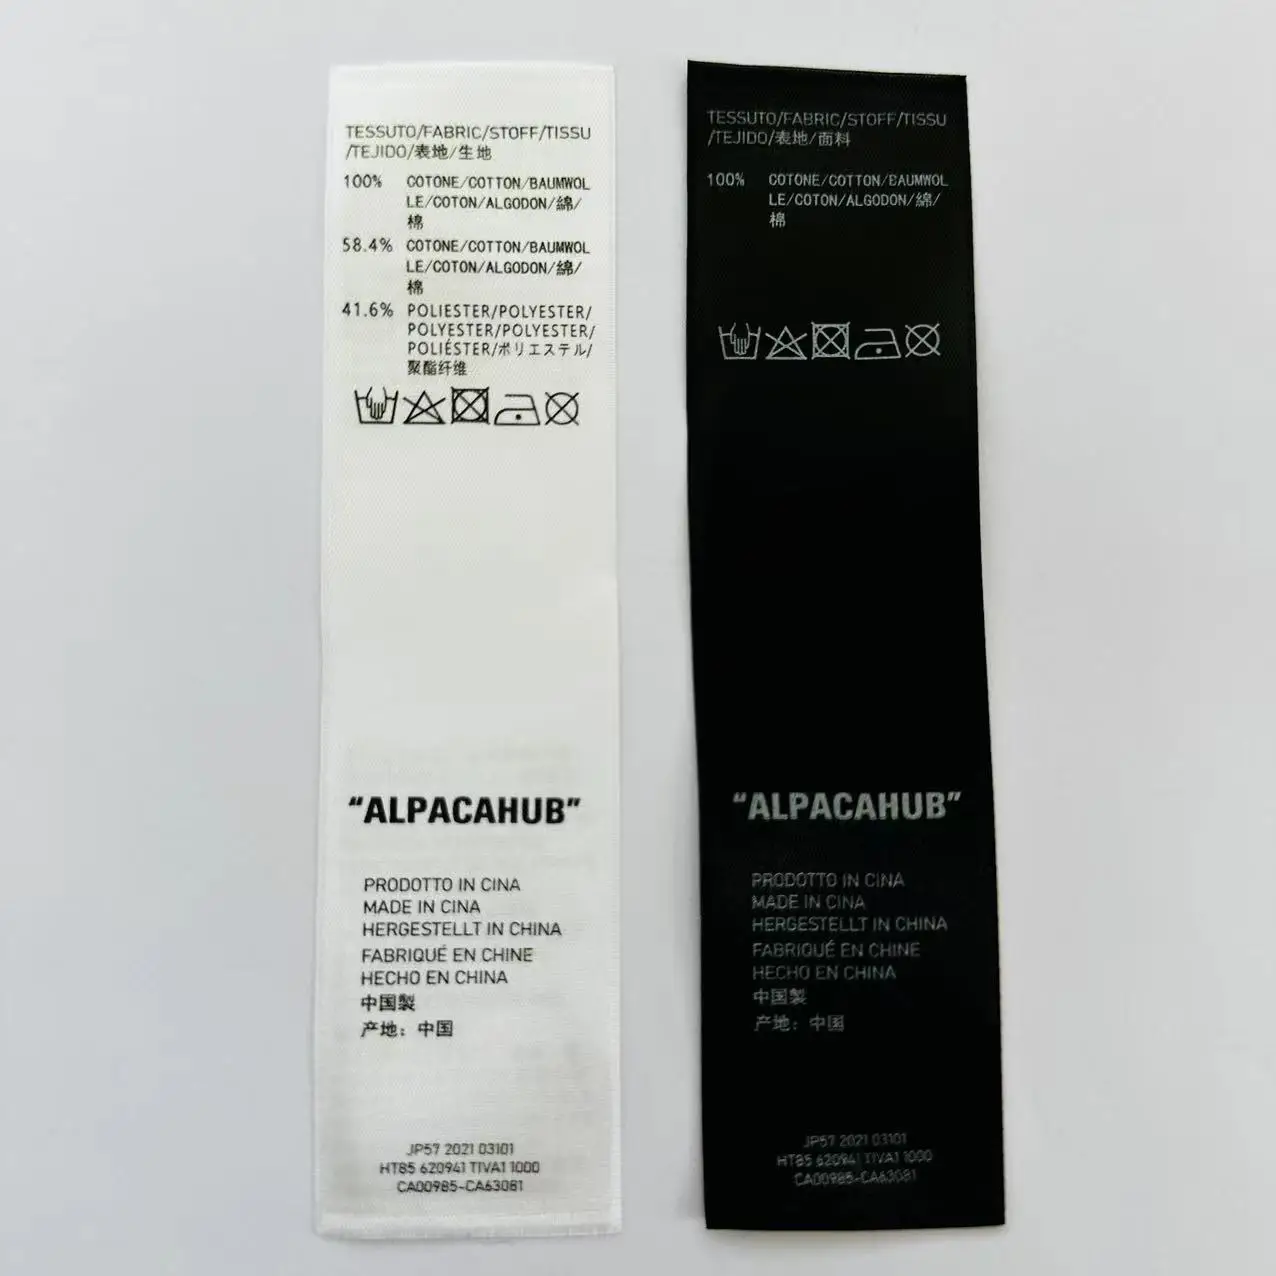 TESSUTO/FABRIC/STOFF/TISSU
/TEJIDO/表地/生地
100% COTONE/COTTON/BAUMWOL
LE/COTON/ALGODON/綿/
棉
58.4% COTONE/COTTON/BAUMWOL
LE/COTON/ALGODON/綿/
棉
41.6% POLIESTER/POLYESTER/
POLYESTER/POLYESTER/
POLIÉSTER/ポリエステル/
聚酯纤维
“ALPACAHUB”
PRODOTTO IN CINA
MADE IN CINA
HERGESTELLT IN CHINA
FABRIQUÉ EN CHINE
HECHO EN CHINA
中国製
产地：中国
JP57 2021 03101
HT85 620941 TIVA1 1000
CA00985-CA63081
TESSUTO/FABRIC/STOFF/TISSU
/TEJIDO/表地/面料
100% COTONE/COTTON/BAUMWOL
LE/COTON/ALGODON/綿/
棉
“ALPACAHUB”
PRODOTTO IN CINA
MADE IN CINA
HERGESTELLT IN CHINA
FABRIQUÉ EN CHINE
HECHO EN CHINA
中国製
产地：中国
JP57 2021 03101
HT85 620941 TIVA1 1000
CA00985-CA63081